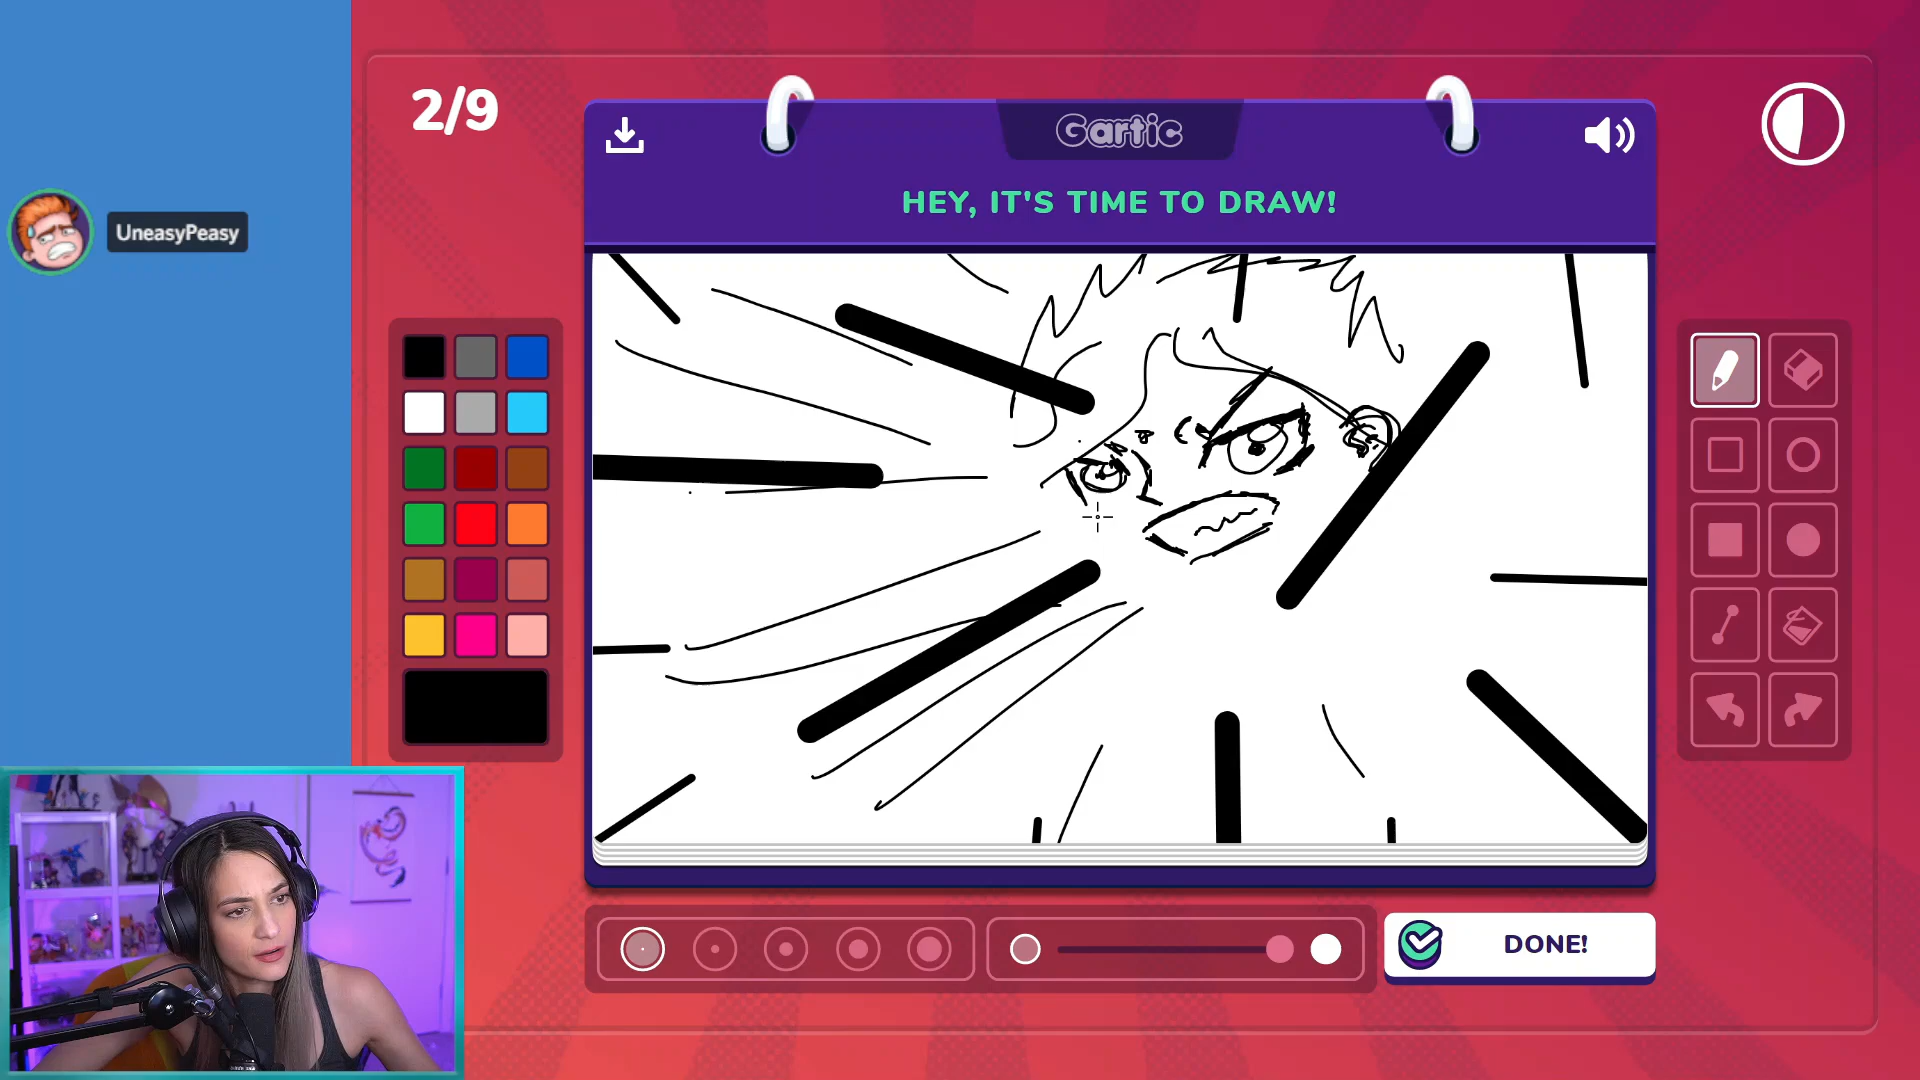 2/9
Gartic
HEY, IT'S TIME TO DRAW!
UneasyPeasy
DONE!